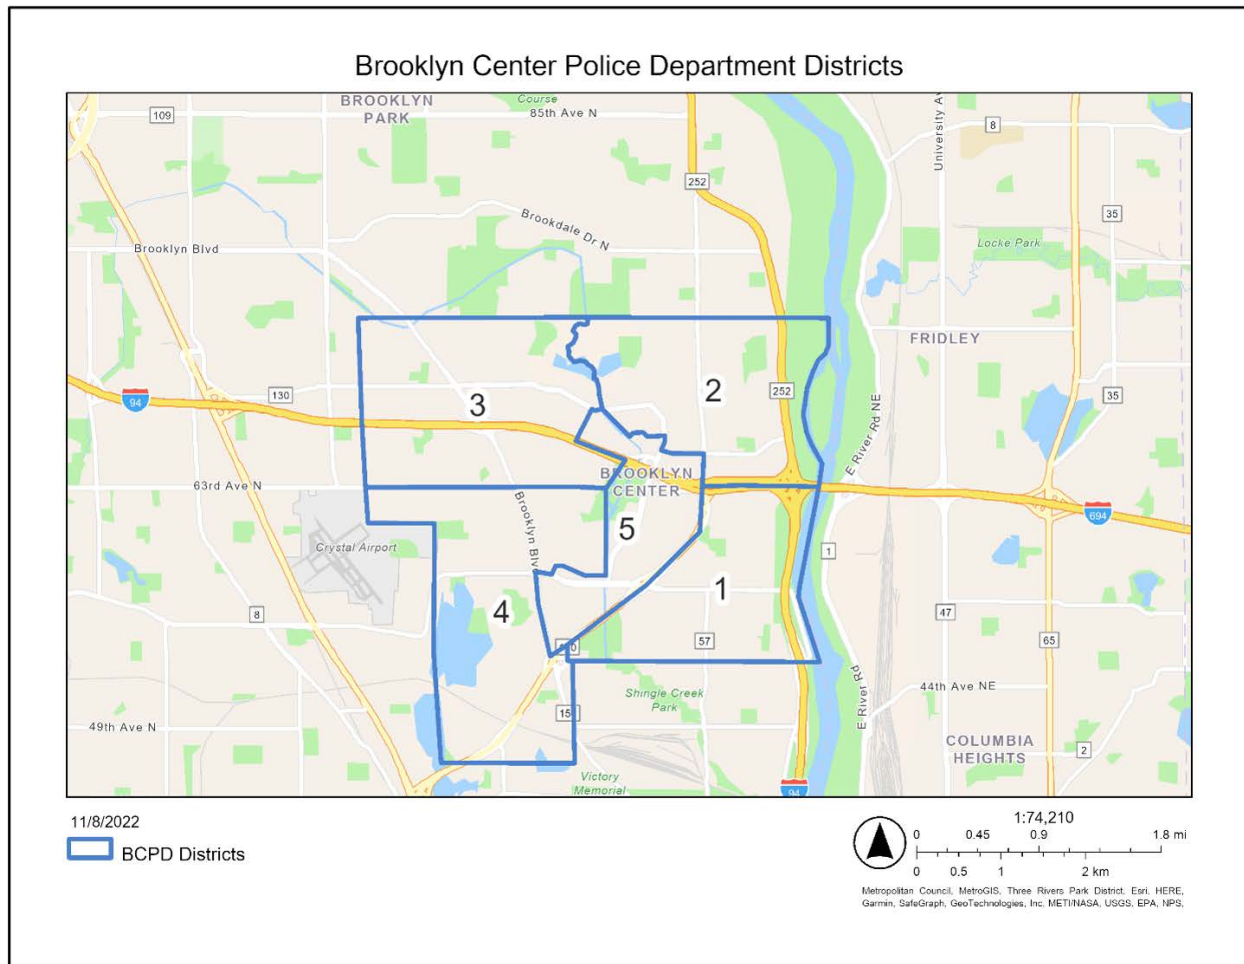 Brooklyn Center Police Department Districts
BROOKLYN
PARK
Course
85th Ave N
University Av
109
8
252
35
Brookdale Dr N
Brooklyn Blvd
Locke Park
FRIDLEY
2
252
94
130
3
35
E River Rd NE
BROOKLYN
CENTER
63rd Ave N
Brooklyn Blvd
694
5
Crystal Airport
1
1
4
8
47
57
65
44th Ave NE
Shingle Creek
Park
E River Rd
49th Ave N
COLUMBIA
HEIGHTS
2
Victory
Memorial
94
11/8/2022
BCPD Districts
1:74,210
0 0.45 0.9 1.8 mi
0 0.5 1 2 km
Metropolitan Council, MetroGIS, Three Rivers Park District, Esri, HERE,
Garmin, SafeGraph, GeoTechnologies, Inc, METI/NASA, USGS, EPA, NPS,